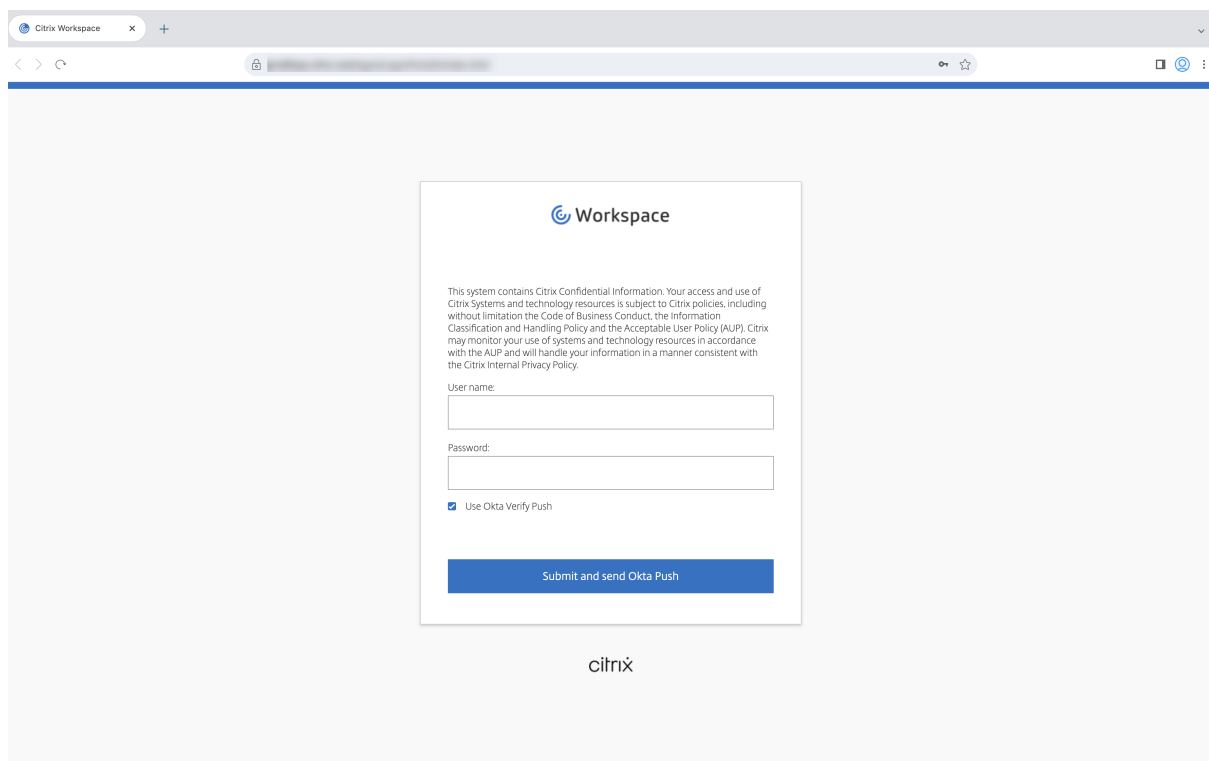 Citrix Workspace
Workspace
This system contains Citrix Confidential Information. Your access and use of
Citrix Systems and technology resources is subject to Citrix policies, including
without limitation the Code of Business Conduct, the Information
Classification and Handling Policy and the Acceptable User Policy (AUP). Citrix
may monitor your use of systems and technology resources in accordance
with the AUP and will handle your information in a manner consistent with
the Citrix Internal Privacy Policy.
User name:
Password:
Use Okta Verify Push
Submit and send Okta Push
citrix